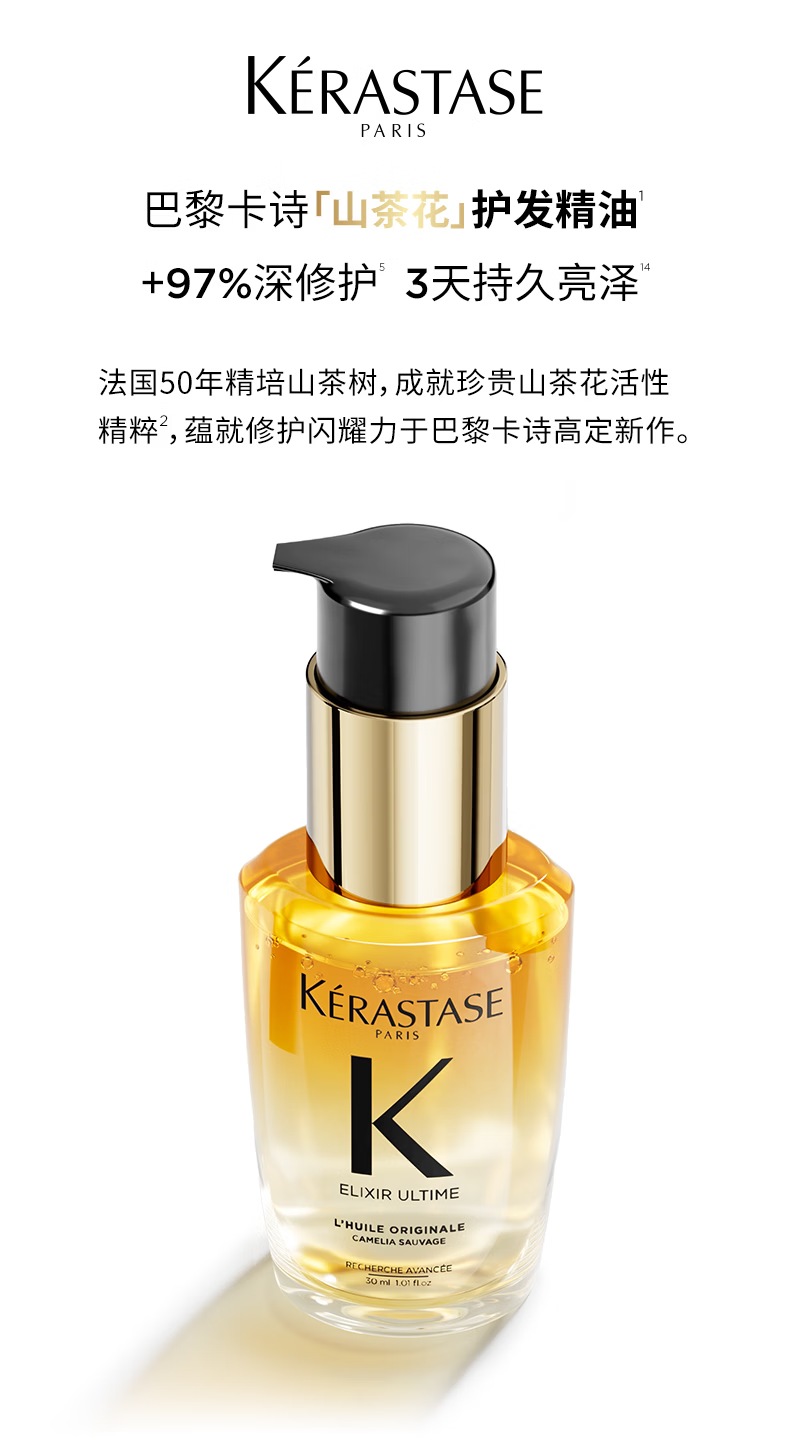 KÉRASTASE
PARIS
巴黎卡诗「山茶花」护发精油¹
+97%深修护⁵ 3天持久亮泽¹⁴
法国50年精培山茶树，成就珍贵山茶花活性
精粹²，蕴就修护闪耀力于巴黎卡诗高定新作。
KÉRASTASE
PARIS
K
ELIXIR ULTIME
L'HUILE ORIGINALE
CAMELIA SAUVAGE
RECHERCHE AVANCÉE
30 ml 1.01 fl.oz